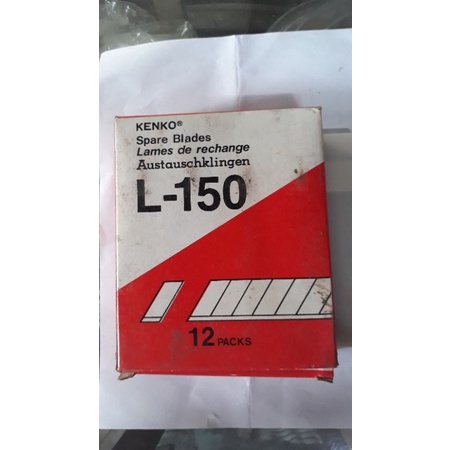 KENKO®
Spare Blades
Lames de rechange
Austauschklingen
L-150
12 PACKS